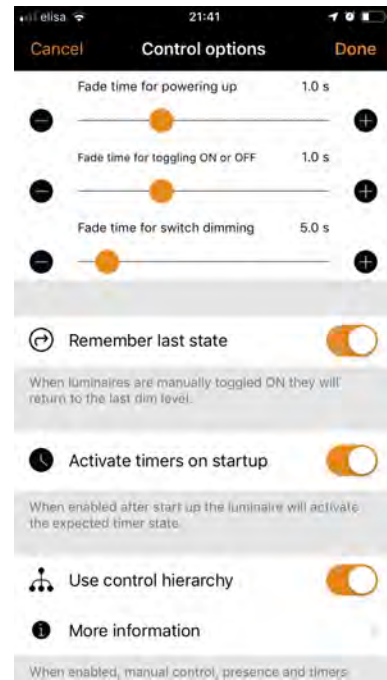 elisa 21:41
Cancel Control options Done
Fade time for powering up 1.0 s
Fade time for toggling ON or OFF 1.0 s
Fade time for switch dimming 5.0 s
Remember last state
When luminaires are manually toggled ON they will
return to the last dim level.
Activate timers on startup
When enabled after start up the luminaire will activate
the expected timer state.
Use control hierarchy
More information
When enabled, manual control, presence and timers